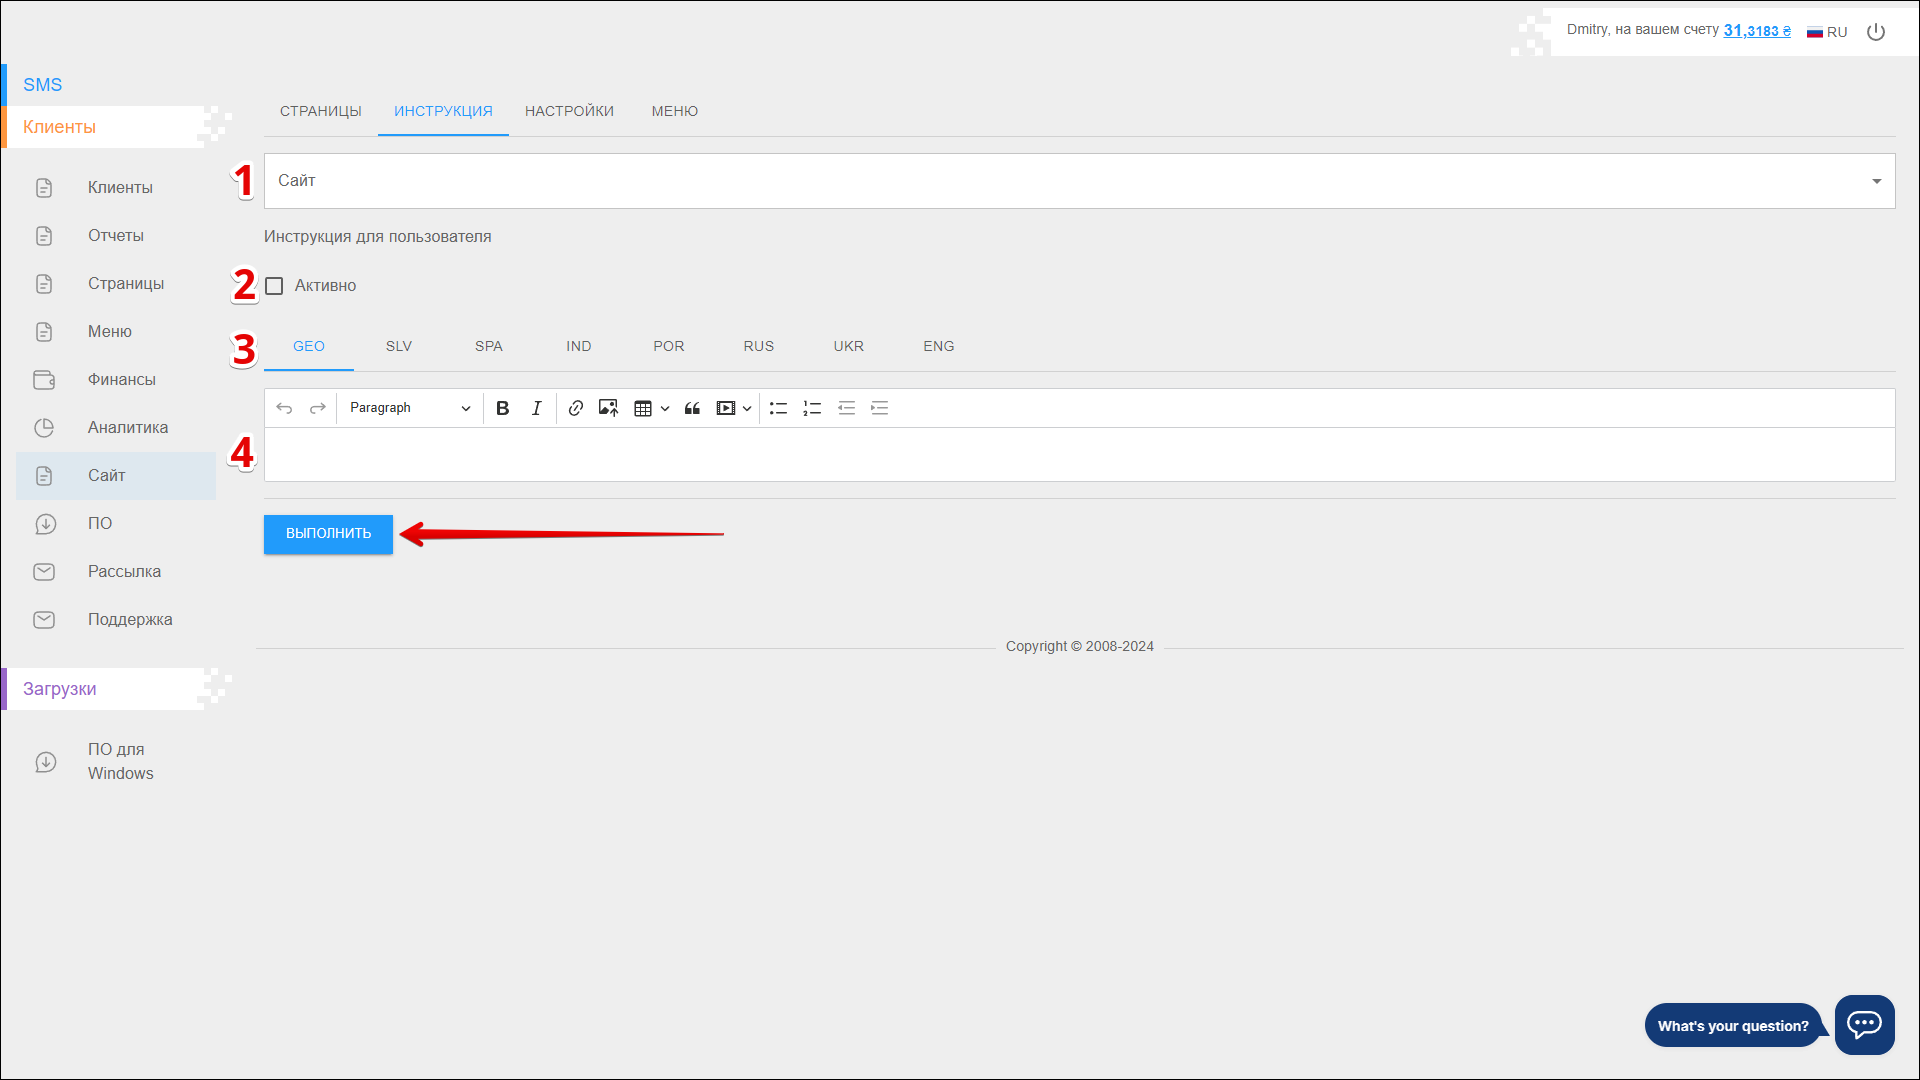 Dmitry, на вашем счету 31,3183 ₴ RU
SMS
Клиенты
Клиенты
Отчеты
Страницы
Меню
Финансы
Аналитика
Сайт
ПО
Рассылка
Поддержка
Загрузки
ПО для
Windows
СТРАНИЦЫ ИНСТРУКЦИЯ НАСТРОЙКИ МЕНЮ
1 Сайт
Инструкция для пользователя
2 Активно
3 GEO SLV SPA IND POR RUS UKR ENG
Paragraph B I
4
ВЫПОЛНИТЬ
Copyright © 2008-2024
What's your question?